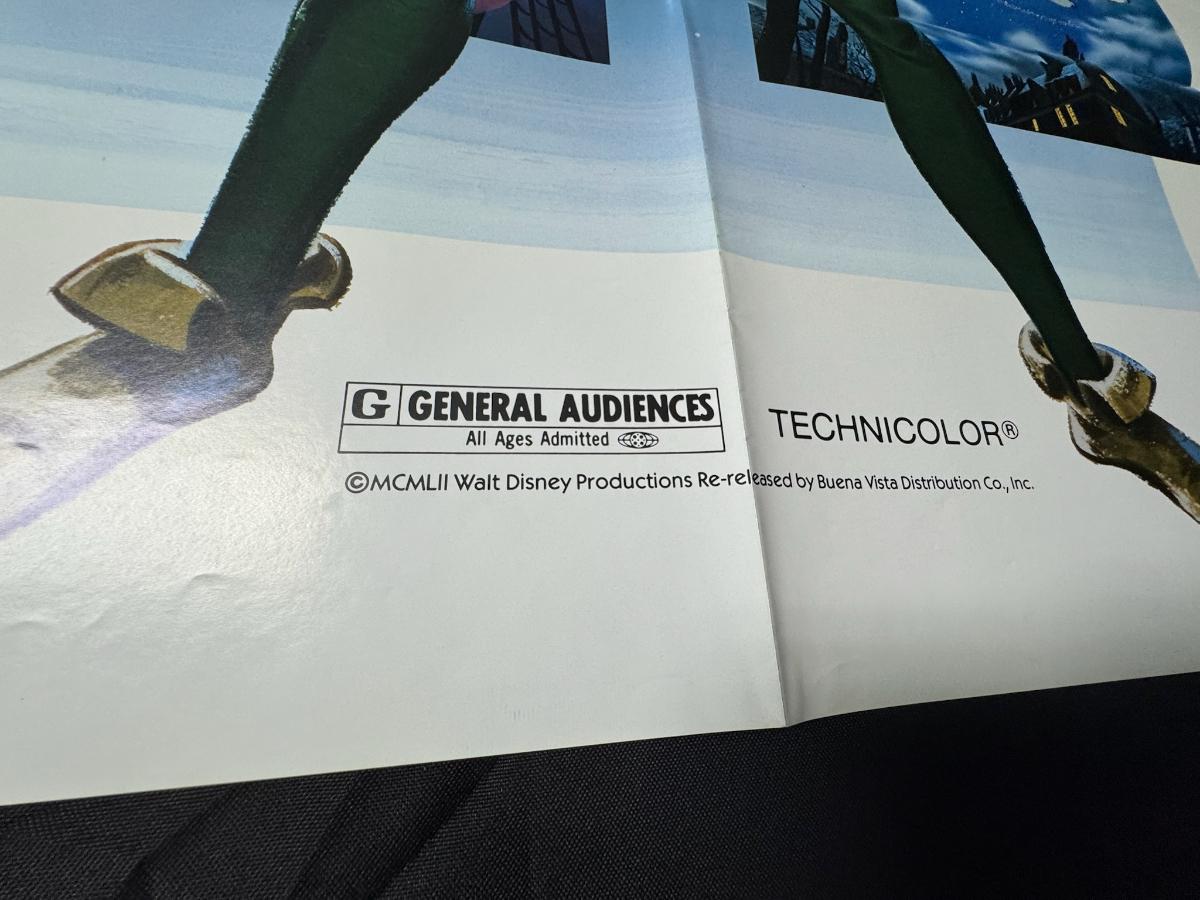 G GENERAL AUDIENCES
All Ages Admitted
TECHNICOLOR®
©MCMLII Walt Disney Productions Re-released by Buena Vista Distribution Co., Inc.